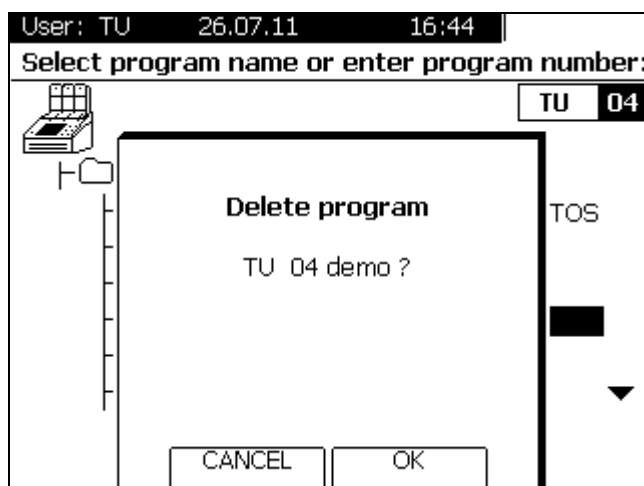 User: TU 26.07.11 16:44
Select program name or enter program number:
TU 04
Delete program
TOS
TU 04 demo ?
CANCEL OK